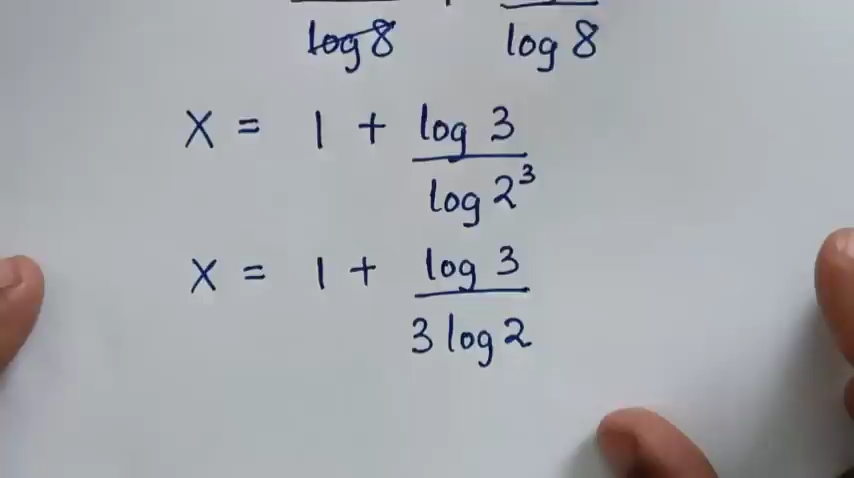 log 8 + log 8
x = 1 + log 3 / log 2³
x = 1 + log 3 / 3 log 2